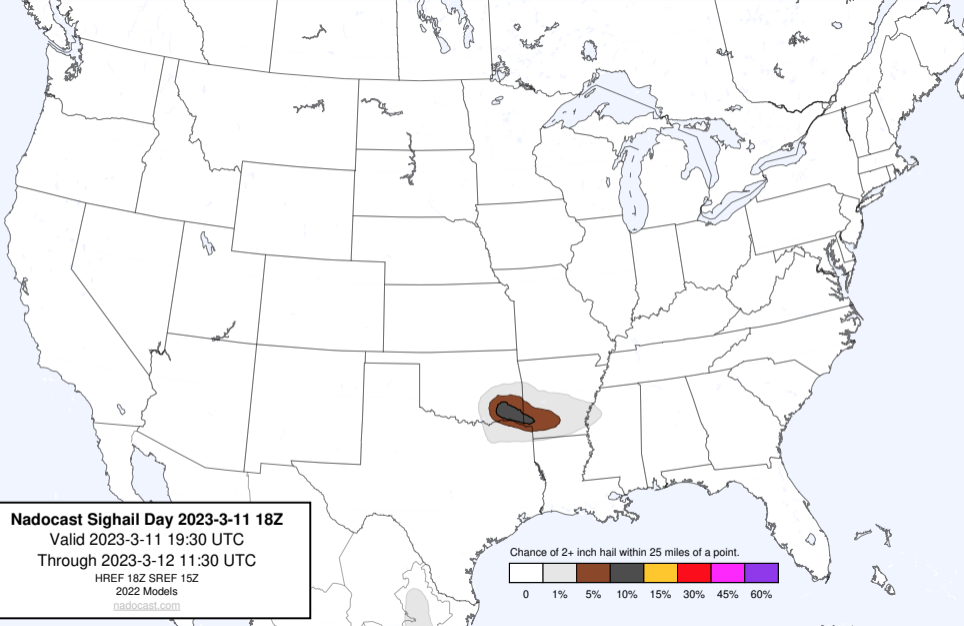 Nadocast Sighail Day 2023-3-11 18Z
Valid 2023-3-11 19:30 UTC
Through 2023-3-12 11:30 UTC
HREF 18Z SREF 15Z
2022 Models
nadocast.com
Chance of 2+ inch hail within 25 miles of a point.
0 1% 5% 10% 15% 30% 45% 60%